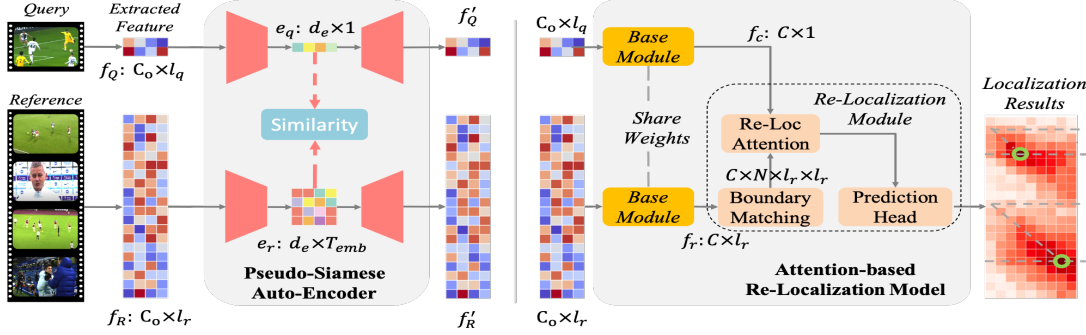 Query
Extracted
Feature
f_Q: C_o×l_q
e_q: d_e×1
f'_Q
Similarity
Reference
f_R: C_o×l_r
e_r: d_e×T_emb
Pseudo-Siamese
Auto-Encoder
f'_R
C_o×l_q
Base
Module
f_c: C×1
Share
Weights
Re-Localization
Module
Re-Loc
Attention
C×N×l_r×l_r
Boundary
Matching
Prediction
Head
Base
Module
f_r: C×l_r
C_o×l_r
Attention-based
Re-Localization Model
Localization
Results